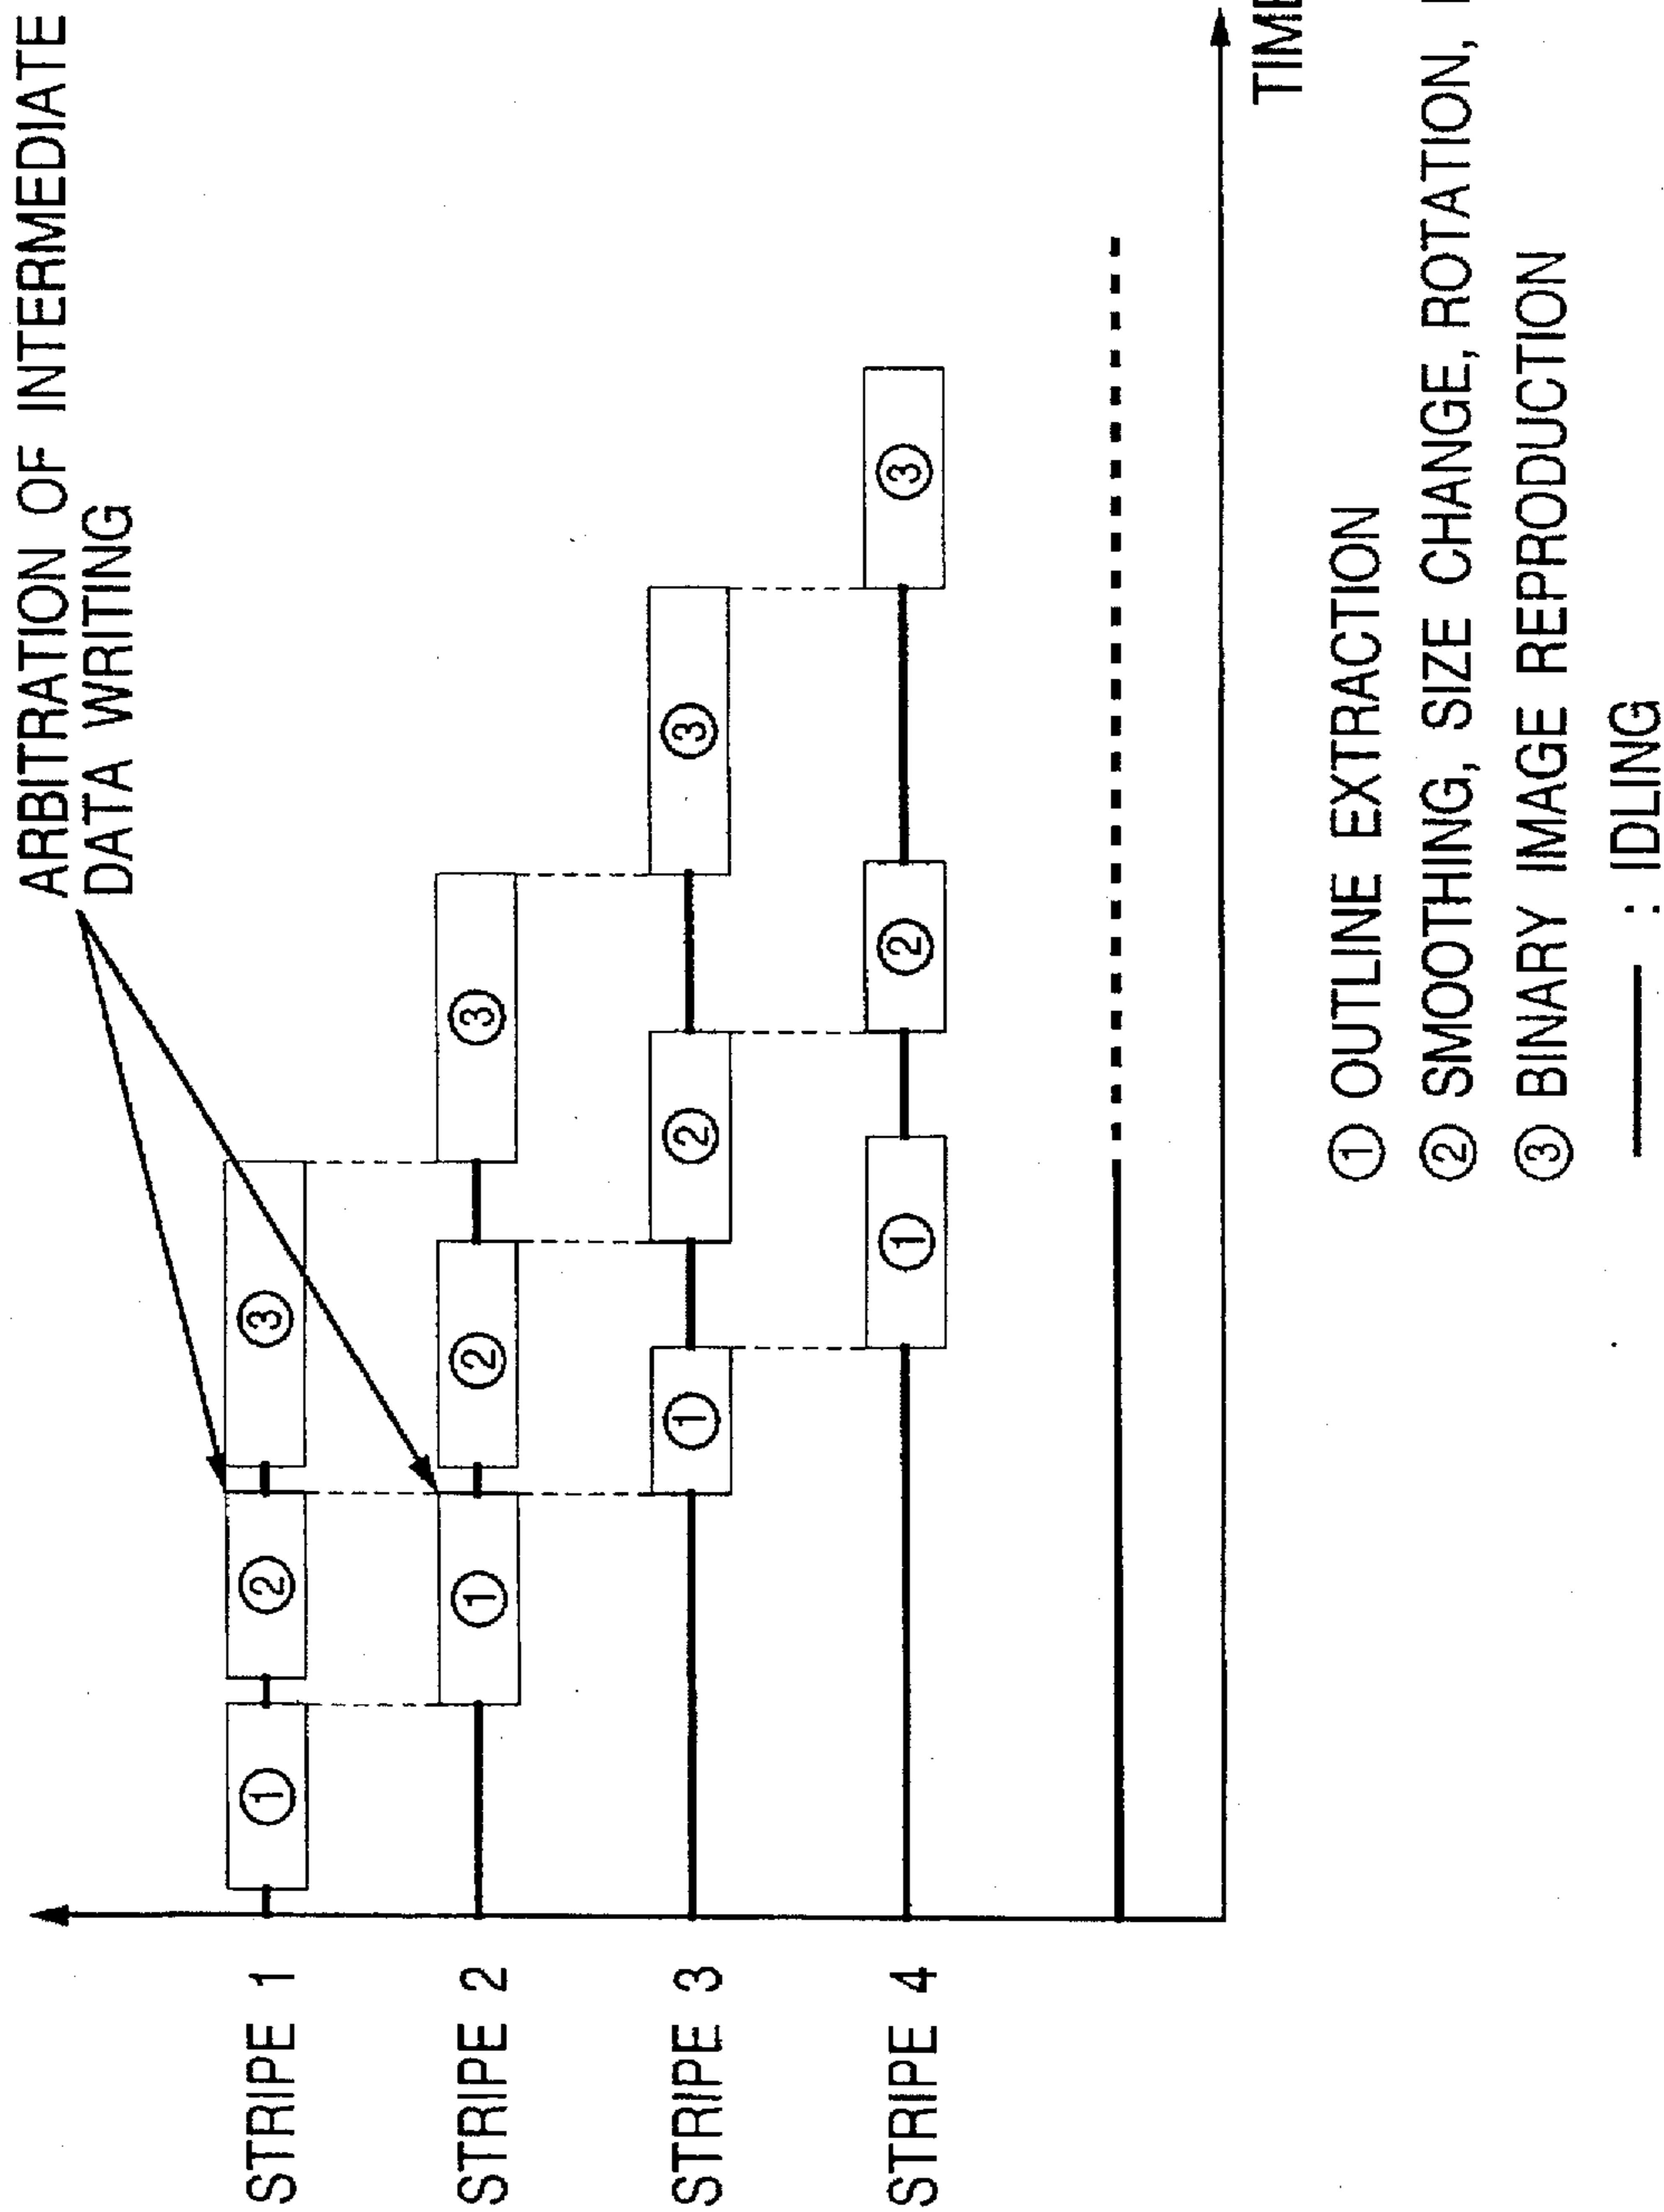 ARBITRATION OF INTERMEDIATE
DATA WRITING
STRIPE 1
① ② ③
STRIPE 2
① ② ③
STRIPE 3
① ② ③
STRIPE 4
① ② ③
① OUTLINE EXTRACTION
② SMOOTHING, SIZE CHANGE, ROTATION,
③ BINARY IMAGE REPRODUCTION
: IDLING